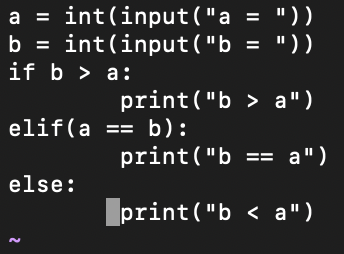 a = int(input("a = "))
b = int(input("b = "))
if b > a:
        print("b > a")
elif(a == b):
        print("b == a")
else:
        print("b < a")
~